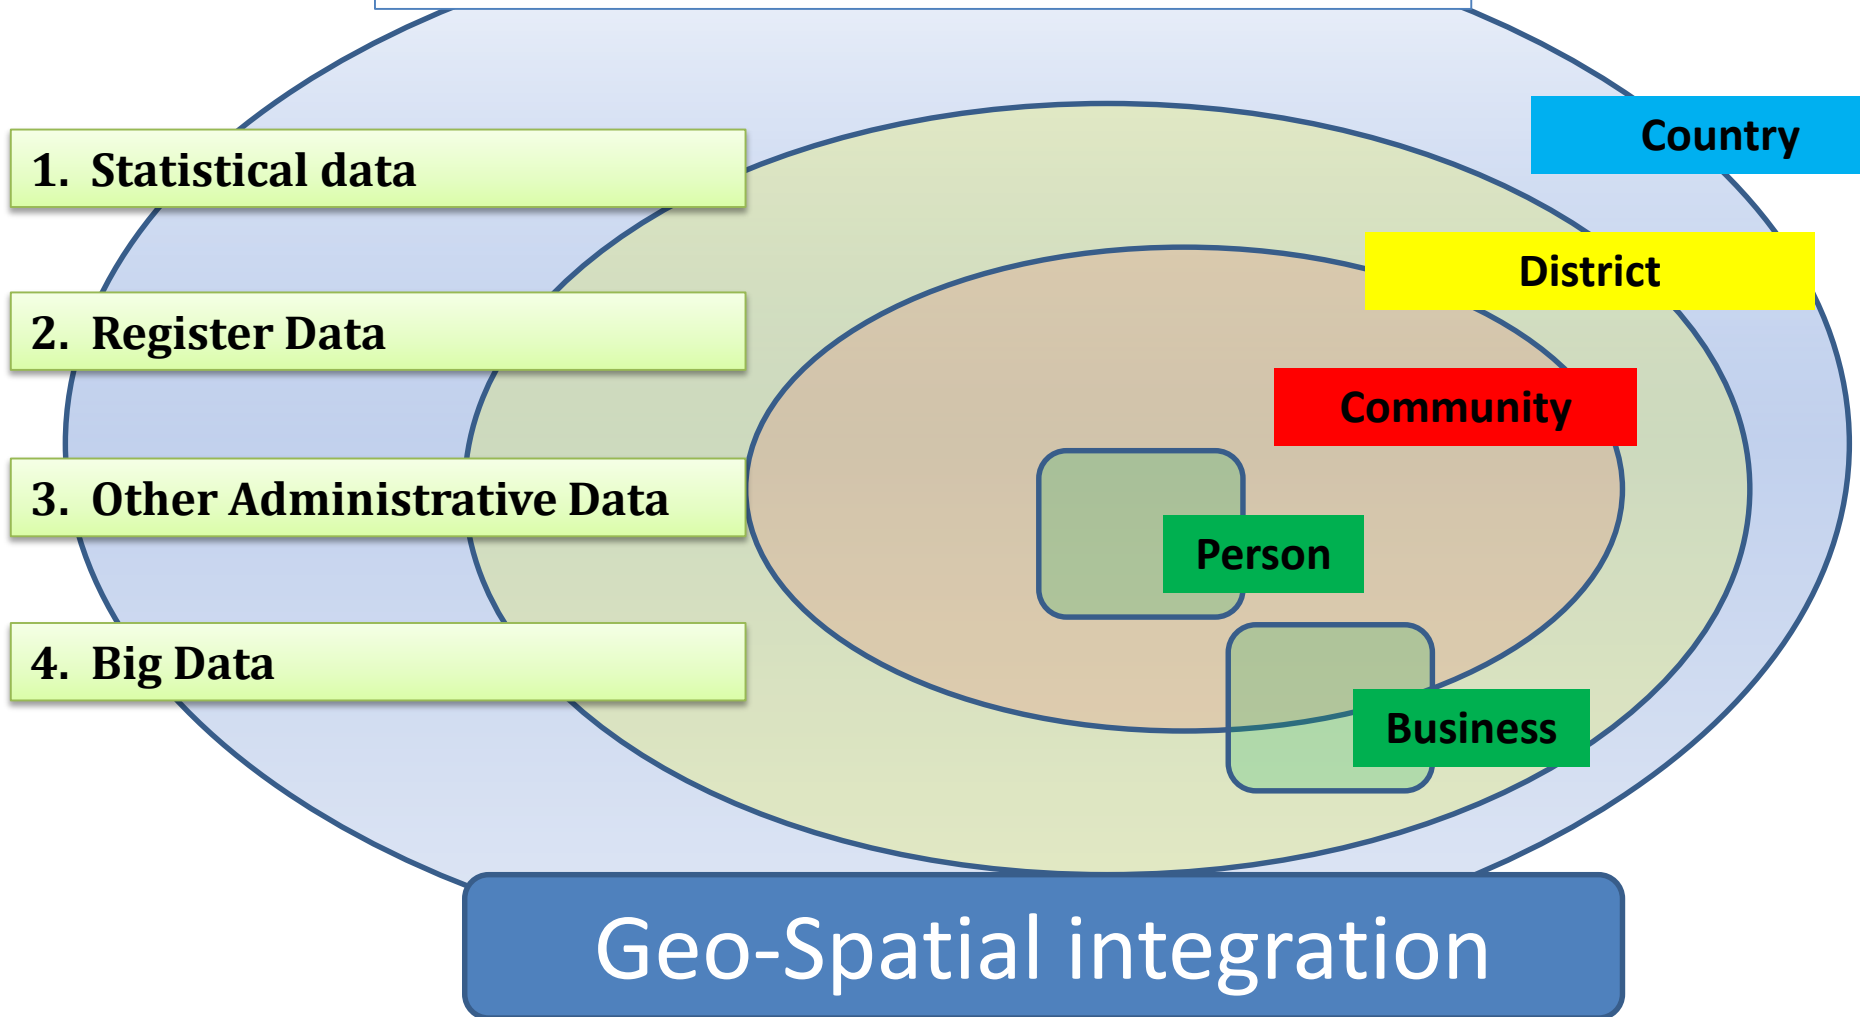 1. Statistical data
2. Register Data
3. Other Administrative Data
4. Big Data
Country
District
Community
Person
Business
Geo-Spatial integration